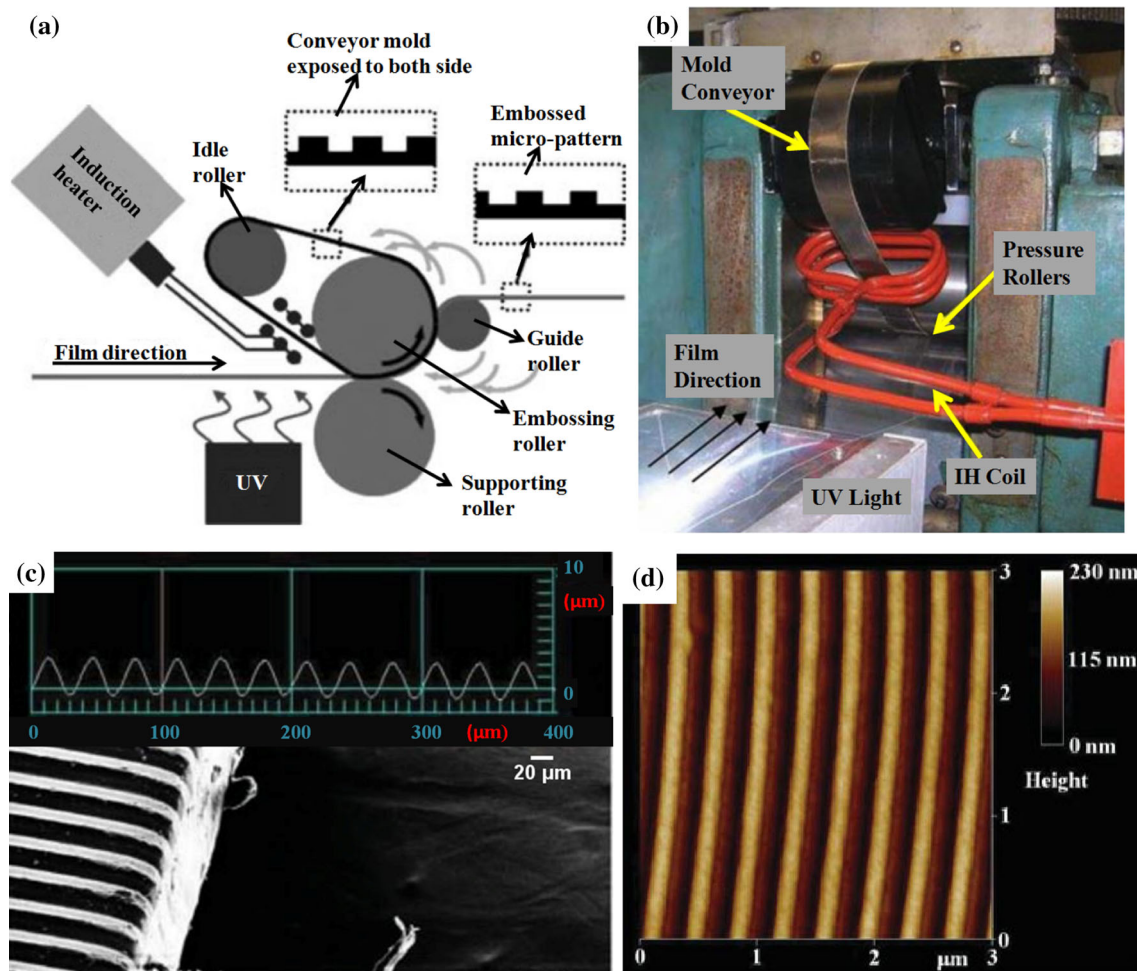 (a)
Conveyor mold
exposed to both side
Embossed
micro-pattern
Idle
roller
Induction
heater
Film direction
Guide
roller
Embossing
roller
UV
Supporting
roller
(b)
Mold
Conveyor
Pressure
Rollers
Film
Direction
IH Coil
UV Light
(c)
10
(μm)
0
0 100 200 300 (μm) 400
20 μm
(d)
3
2
1
0
0 1 2 μm 3
230 nm
115 nm
0 nm
Height